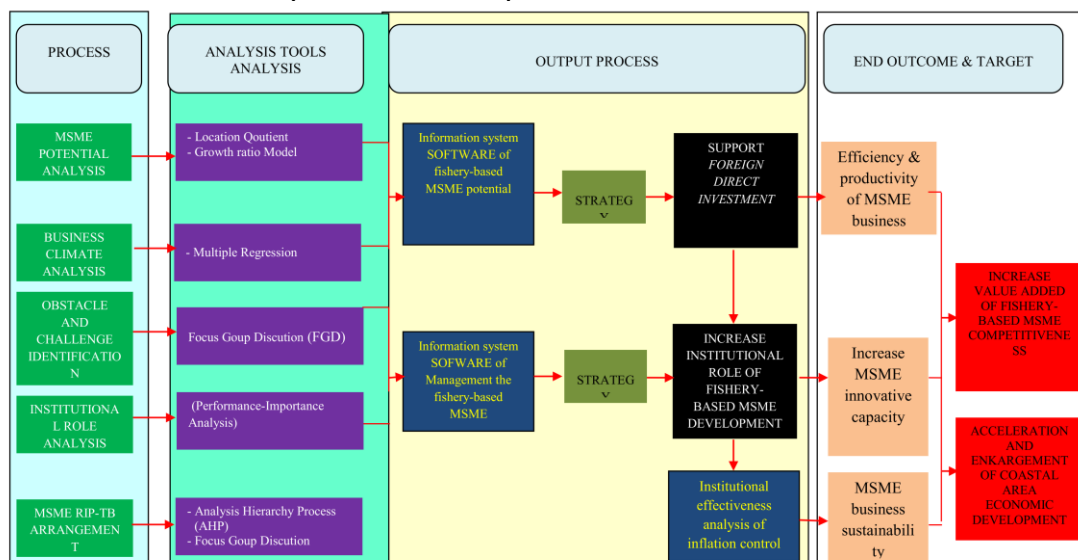 PROCESS
ANALYSIS TOOLS
ANALYSIS
OUTPUT PROCESS
END OUTCOME & TARGET
MSME
POTENTIAL
ANALYSIS
- Location Qoutient
- Growth ratio Model
Information system
SOFTWARE of
fishery-based
MSME potential
STRATEG
Y
SUPPORT
FOREIGN
DIRECT
INVESTMENT
Efficiency &
productivity
of MSME
business
BUSINESS
CLIMATE
ANALYSIS
- Multiple Regression
INCREASE
VALUE ADDED
OF FISHERY-
BASED MSME
COMPETITIVENE
SS
OBSTACLE
AND
CHALLENGE
IDENTIFICATIO
N
Focus Goup Discution (FGD)
Information system
SOFWARE of
Management the
fishery-based
MSME
STRATEG
Y
INCREASE
INSTITUTIONAL
ROLE OF
FISHERY-
BASED MSME
DEVELOPMENT
Increase
MSME
innovative
capacity
INSTITUTIONA
L ROLE
ANALYSIS
(Performance-Importance
Analysis)
ACCELERATION
AND
ENKARGEMENT
OF COASTAL
AREA
ECONOMIC
DEVELOPMENT
MSME RIP-TB
ARRANGEMEN
T
- Analysis Hierarchy Process
(AHP)
- Focus Goup Discution
Institutional
effectiveness
analysis of
inflation control
MSME
business
sustainabili
ty